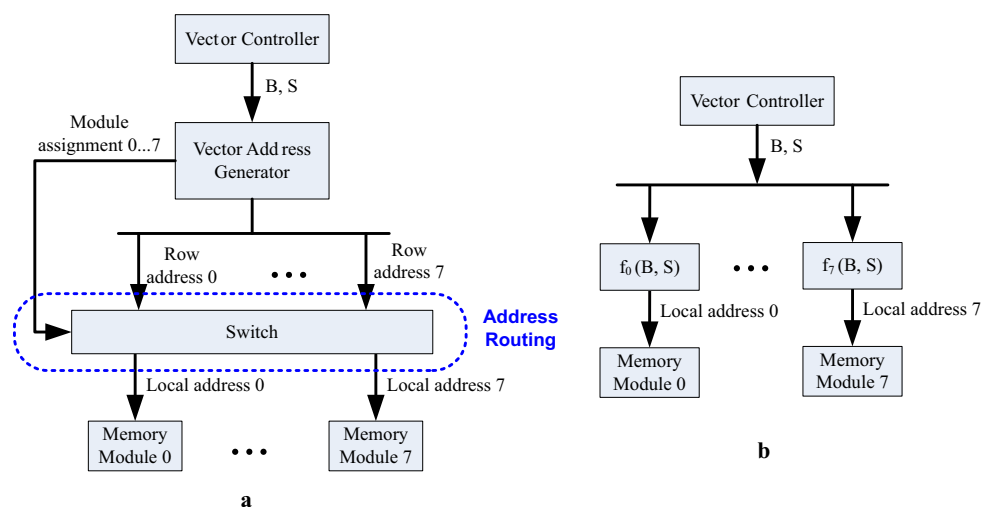 Vector Controller
B, S
Module
assignment 0...7
Vector Address
Generator
Row
address 0
...
Row
address 7
Switch
Address
Routing
Local address 0
Local address 7
Memory
Module 0
...
Memory
Module 7
a
Vector Controller
B, S
f0 (B, S)
...
f7 (B, S)
Local address 0
Local address 7
Memory
Module 0
Memory
Module 7
b